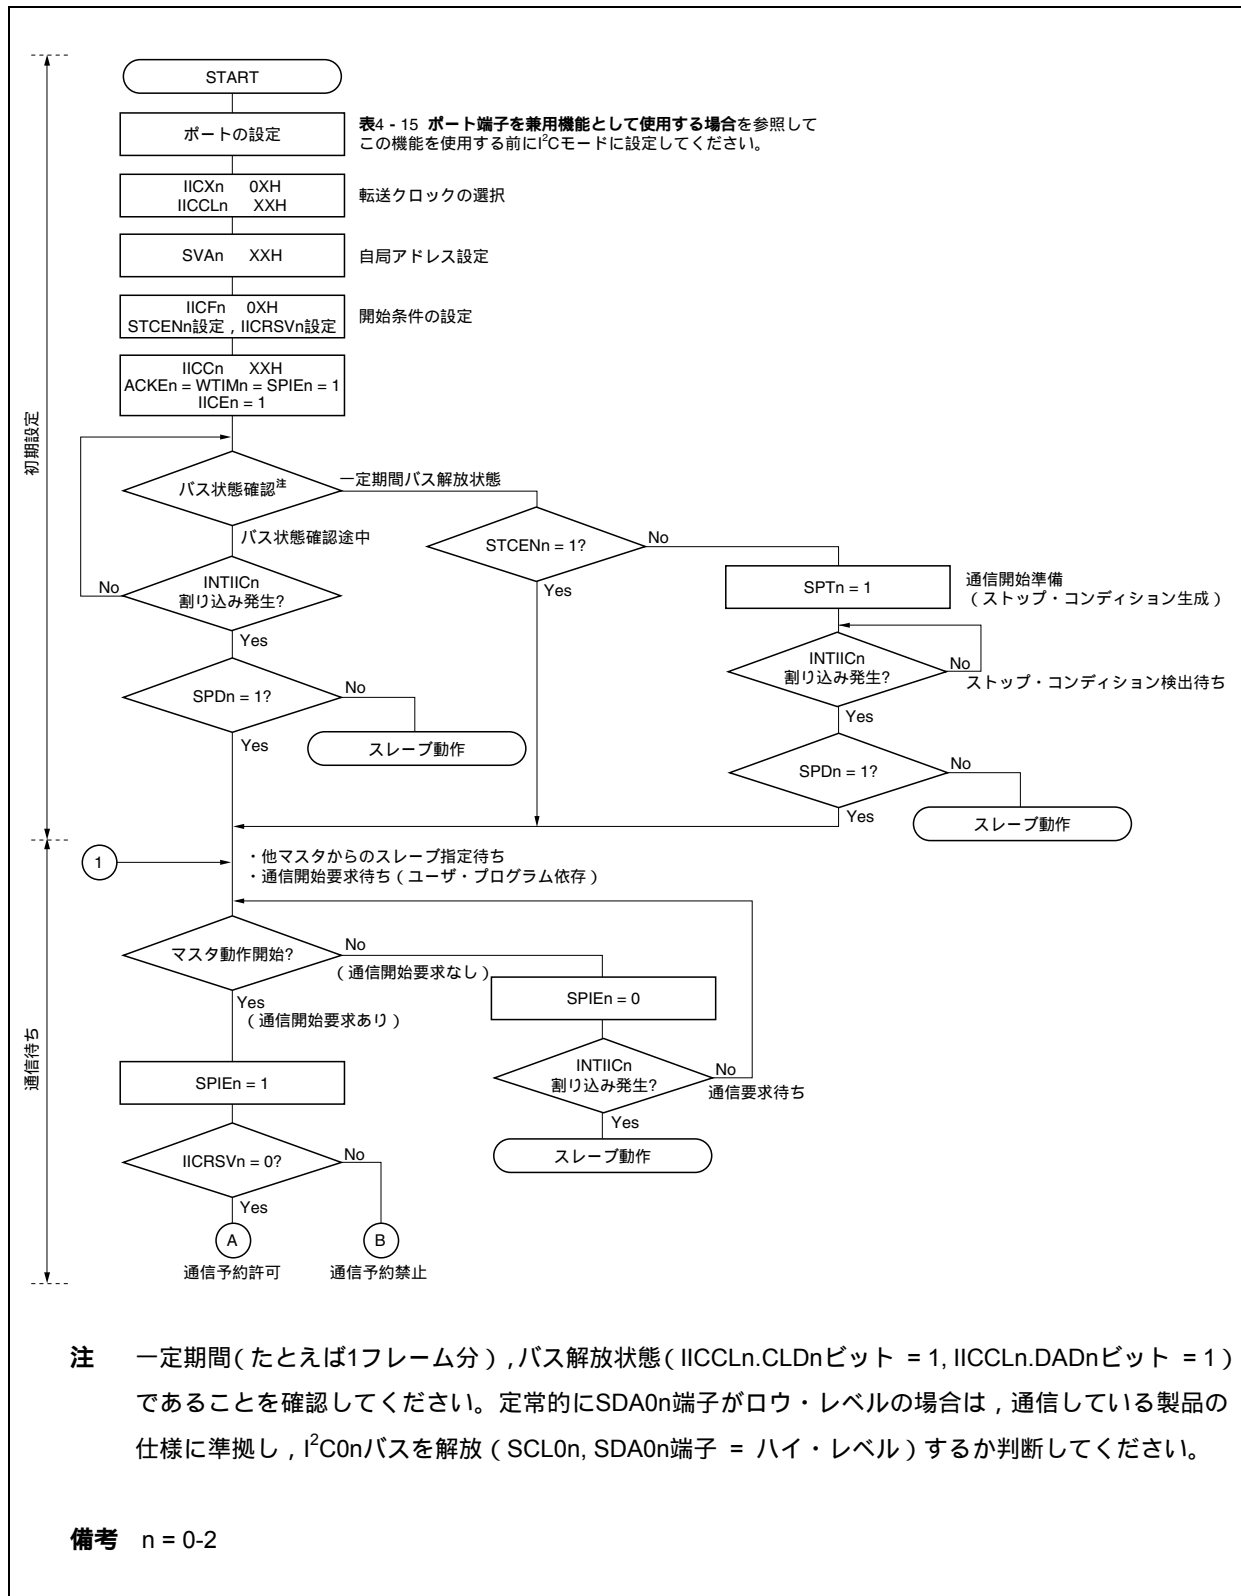 START
ポートの設定
表4 - 15 ポート端子を兼用機能として使用する場合を参照して
この機能を使用する前にI²Cモードに設定してください。
IICXn 0XH
IICCLn XXH
転送クロックの選択
SVAn XXH
自局アドレス設定
IICFn 0XH
STCENn設定，IICRSVn設定
開始条件の設定
IICCn XXH
ACKEn = WTIMn = SPIEn = 1
IICEn = 1
初期設定
バス状態確認注
一定期間バス解放状態
バス状態確認途中
STCENn = 1?
No
Yes
SPTn = 1
通信開始準備
（ストップ・コンディション生成）
No
INTIICn
割り込み発生?
Yes
INTIICn
割り込み発生?
No
ストップ・コンディション検出待ち
Yes
SPDn = 1?
No
Yes
スレーブ動作
SPDn = 1?
No
Yes
スレーブ動作
1
・他マスタからのスレーブ指定待ち
・通信開始要求待ち（ユーザ・プログラム依存）
通信待ち
マスタ動作開始?
No
（通信開始要求なし）
Yes
（通信開始要求あり）
SPIEn = 0
INTIICn
割り込み発生?
No
通信要求待ち
Yes
スレーブ動作
SPIEn = 1
IICRSVn = 0?
No
Yes
A
B
通信予約許可
通信予約禁止
注 一定期間（たとえば1フレーム分），バス解放状態（IICCLn.CLDnビット = 1, IICCLn.DADnビット = 1）
であることを確認してください。定常的にSDA0n端子がロウ・レベルの場合は，通信している製品の
仕様に準拠し，I²C0nバスを解放（SCL0n, SDA0n端子 = ハイ・レベル）するか判断してください。
備考 n = 0-2